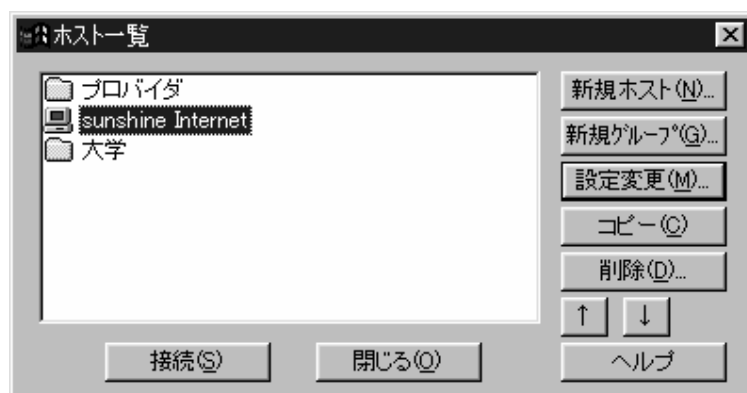 ホスト一覧
プロバイダ
sunshine Internet
大学
新規ホスト(N)...
新規グループ(G)...
設定変更(M)...
コピー(C)
削除(D)...
↑ ↓
接続(S) 閉じる(O) ヘルプ